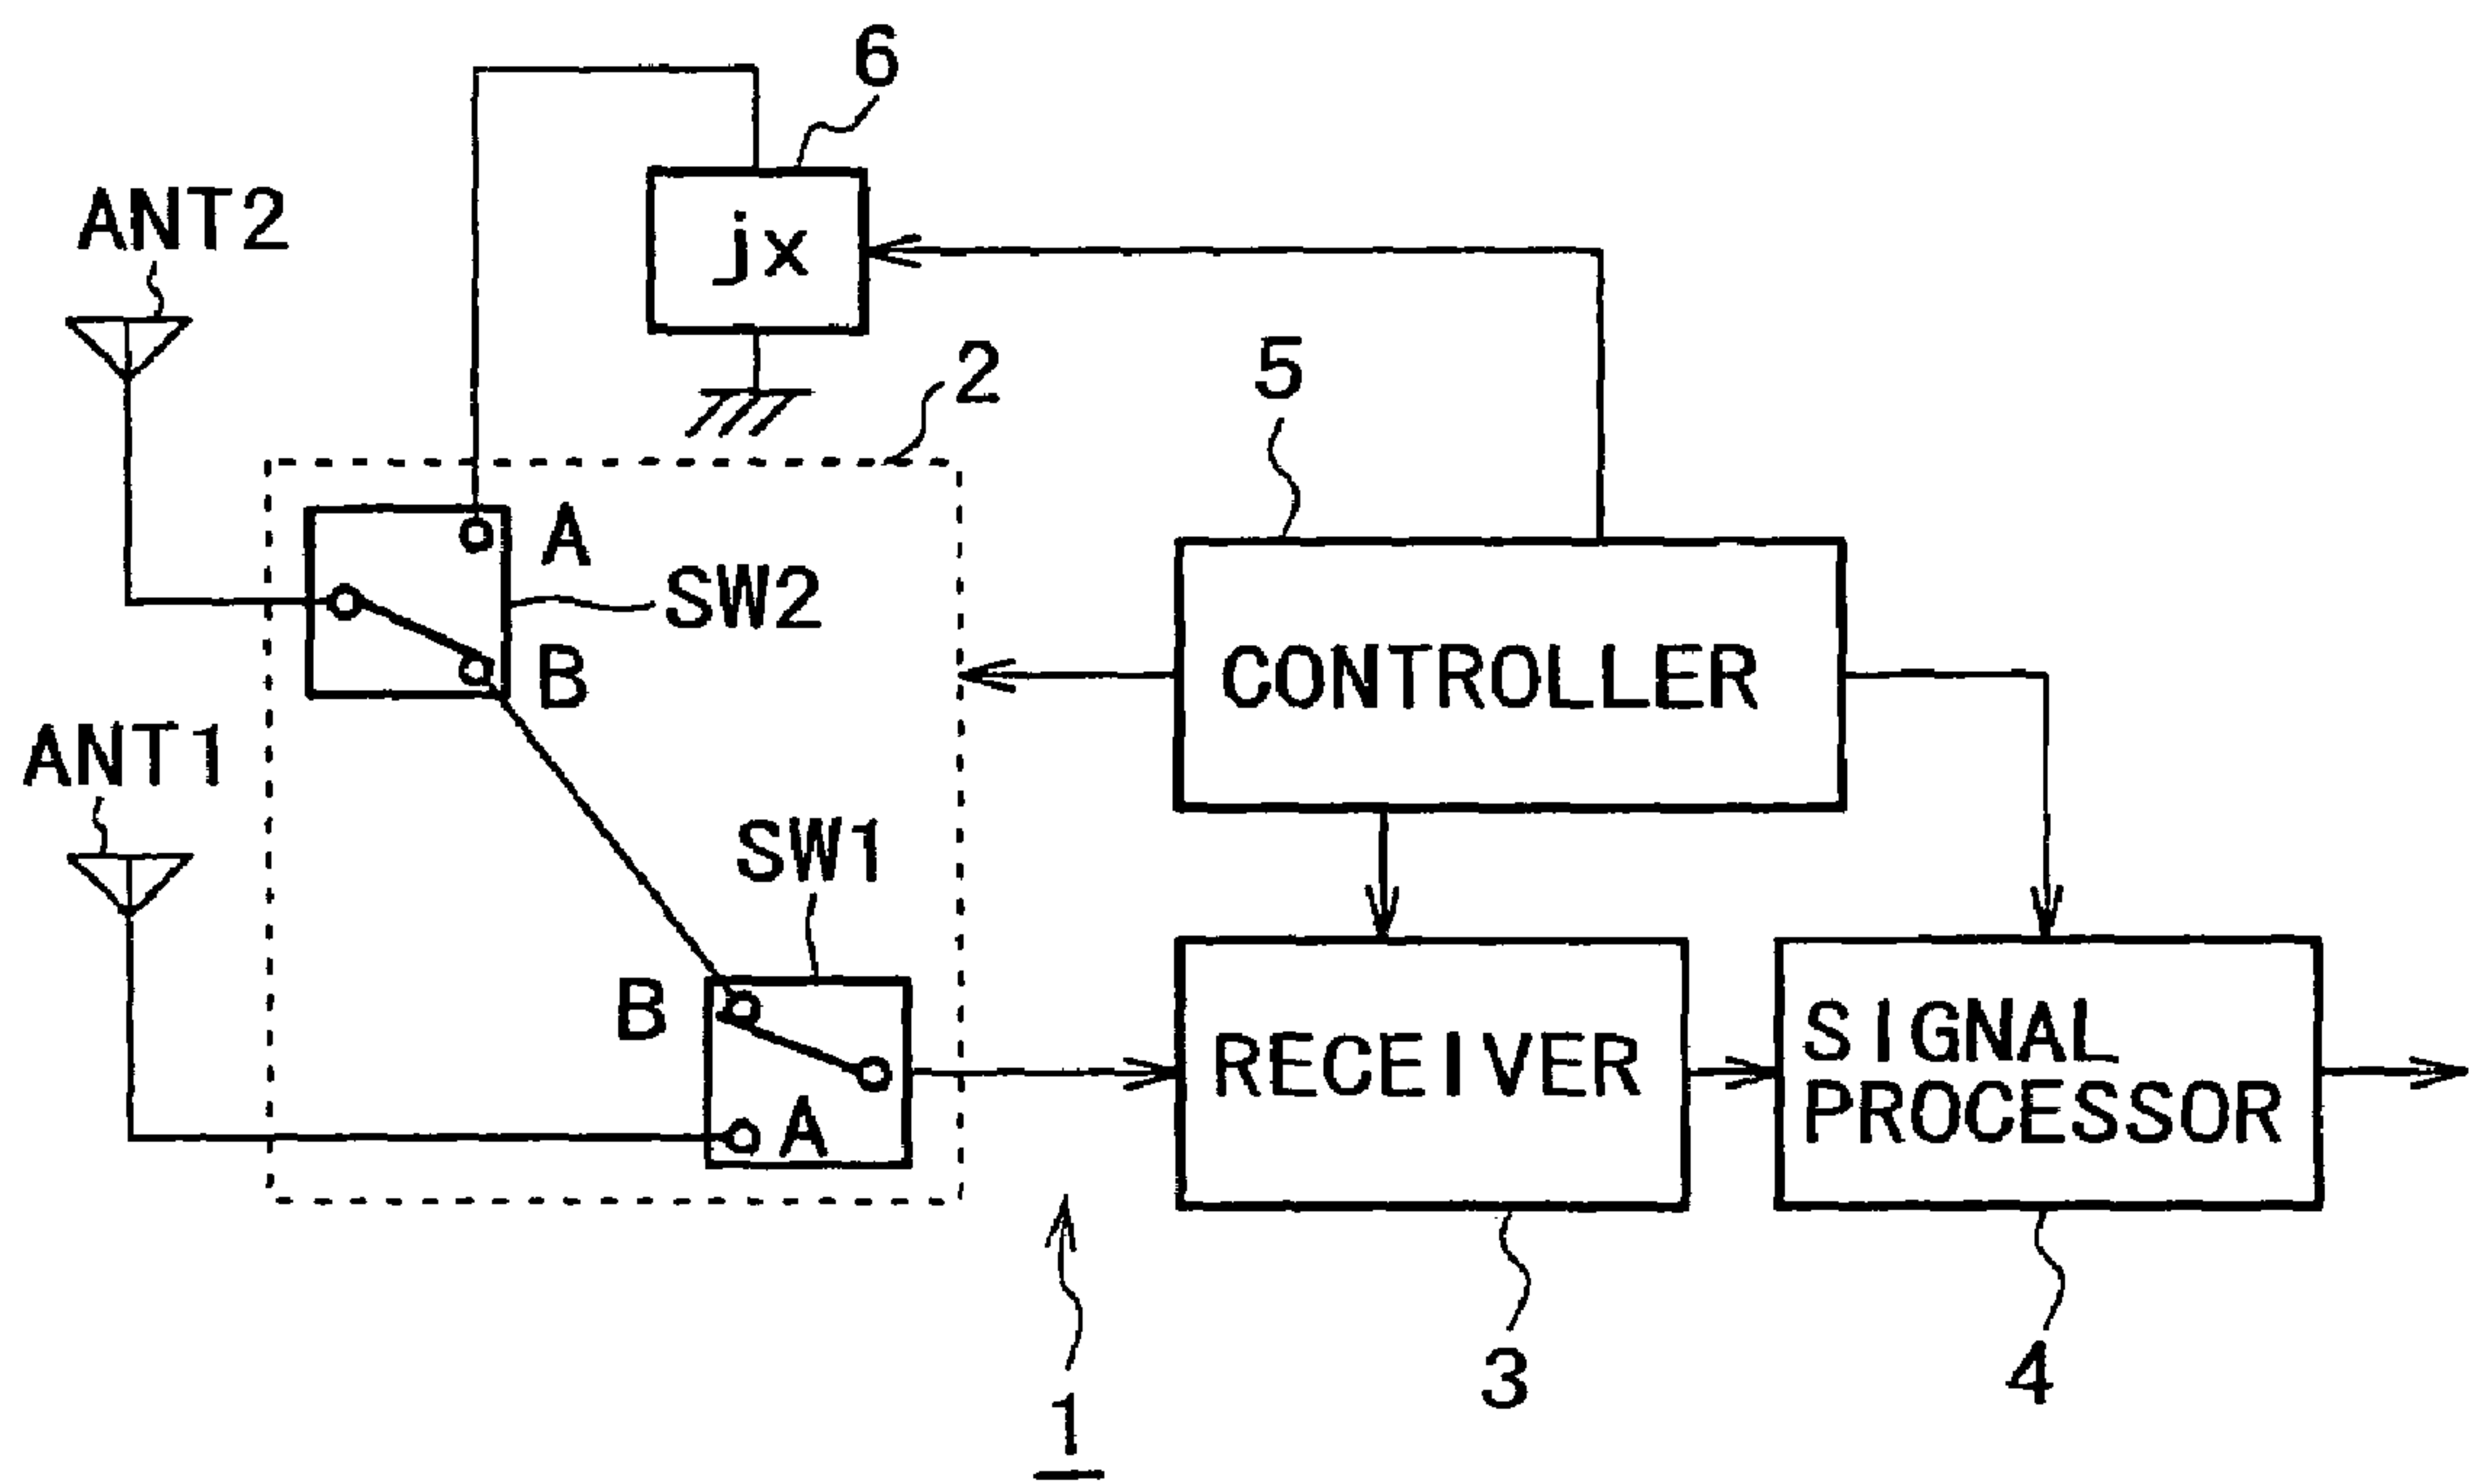 6
ANT2
jx
2
5
A
SW2
B
CONTROLLER
ANT1
SW1
B
A
RECEIVER
SIGNAL
PROCESSOR
3
4
1